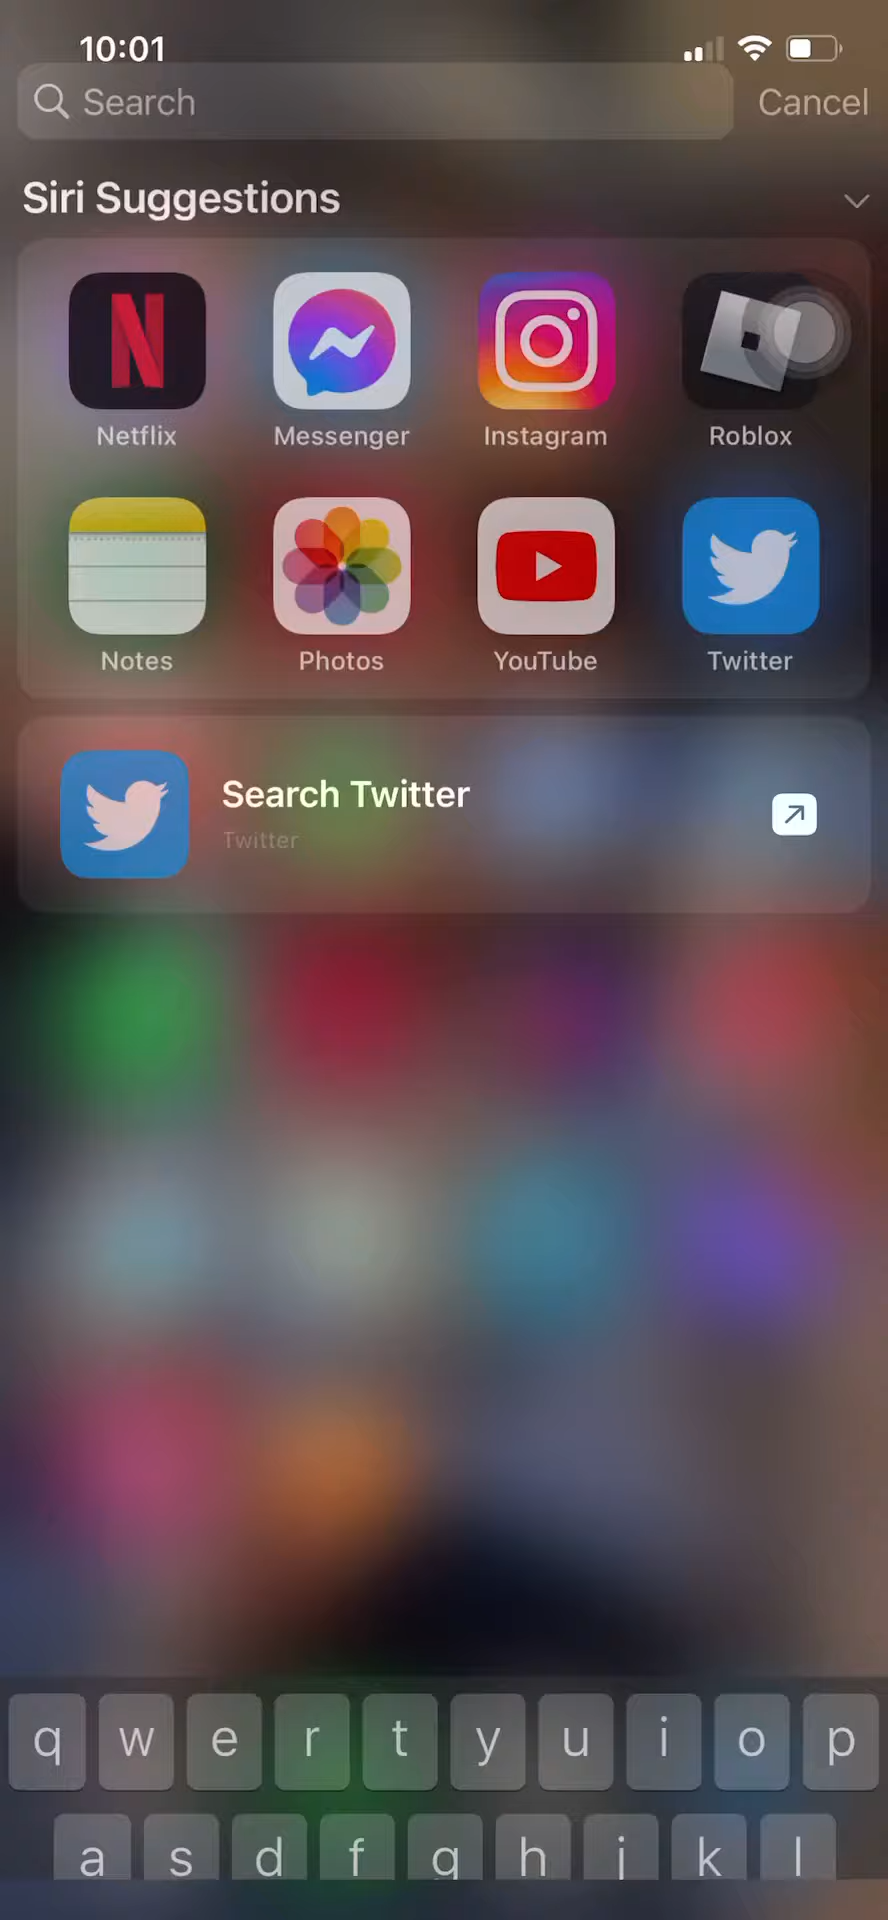 10:01
Search
Cancel
Siri Suggestions
Netflix
Messenger
Instagram
Roblox
Notes
Photos
YouTube
Twitter
Search Twitter
Twitter
q w e r t y u i o p
a s d f g h j k l